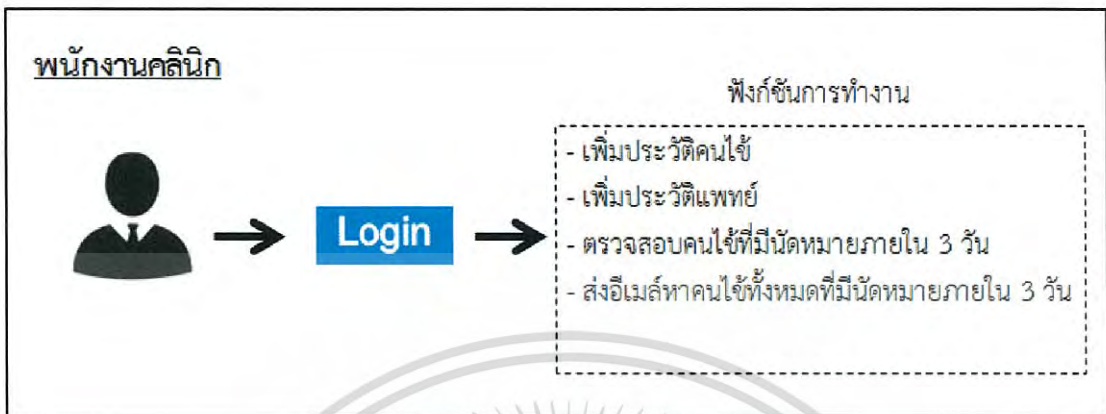 พนักงานคลินิก
ฟังก์ชันการทำงาน
- เพิ่มประวัติคนไข้
- เพิ่มประวัติแพทย์
Login
- ตรวจสอบคนไข้ที่มีนัดหมายภายใน 3 วัน
- ส่งอีเมล์หาคนไข้ทั้งหมดที่มีนัดหมายภายใน 3 วัน